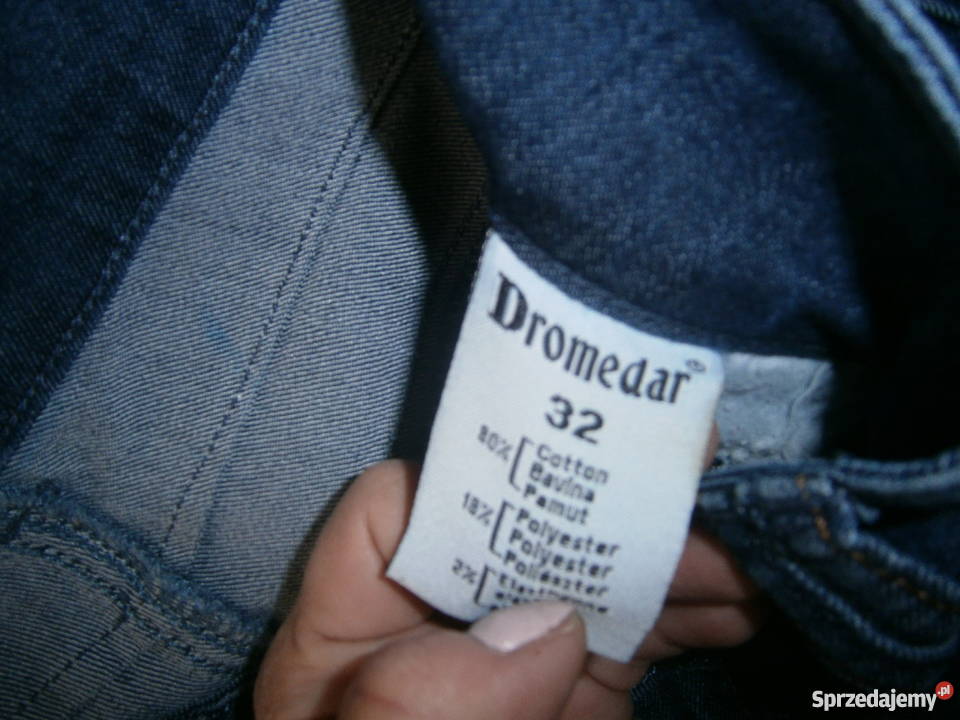 Dromedar®
32
80% Cotton
Bavlna
Pamut
18% Polyester
Polyester
Poliészter
2%
Sprzedajemy.pl